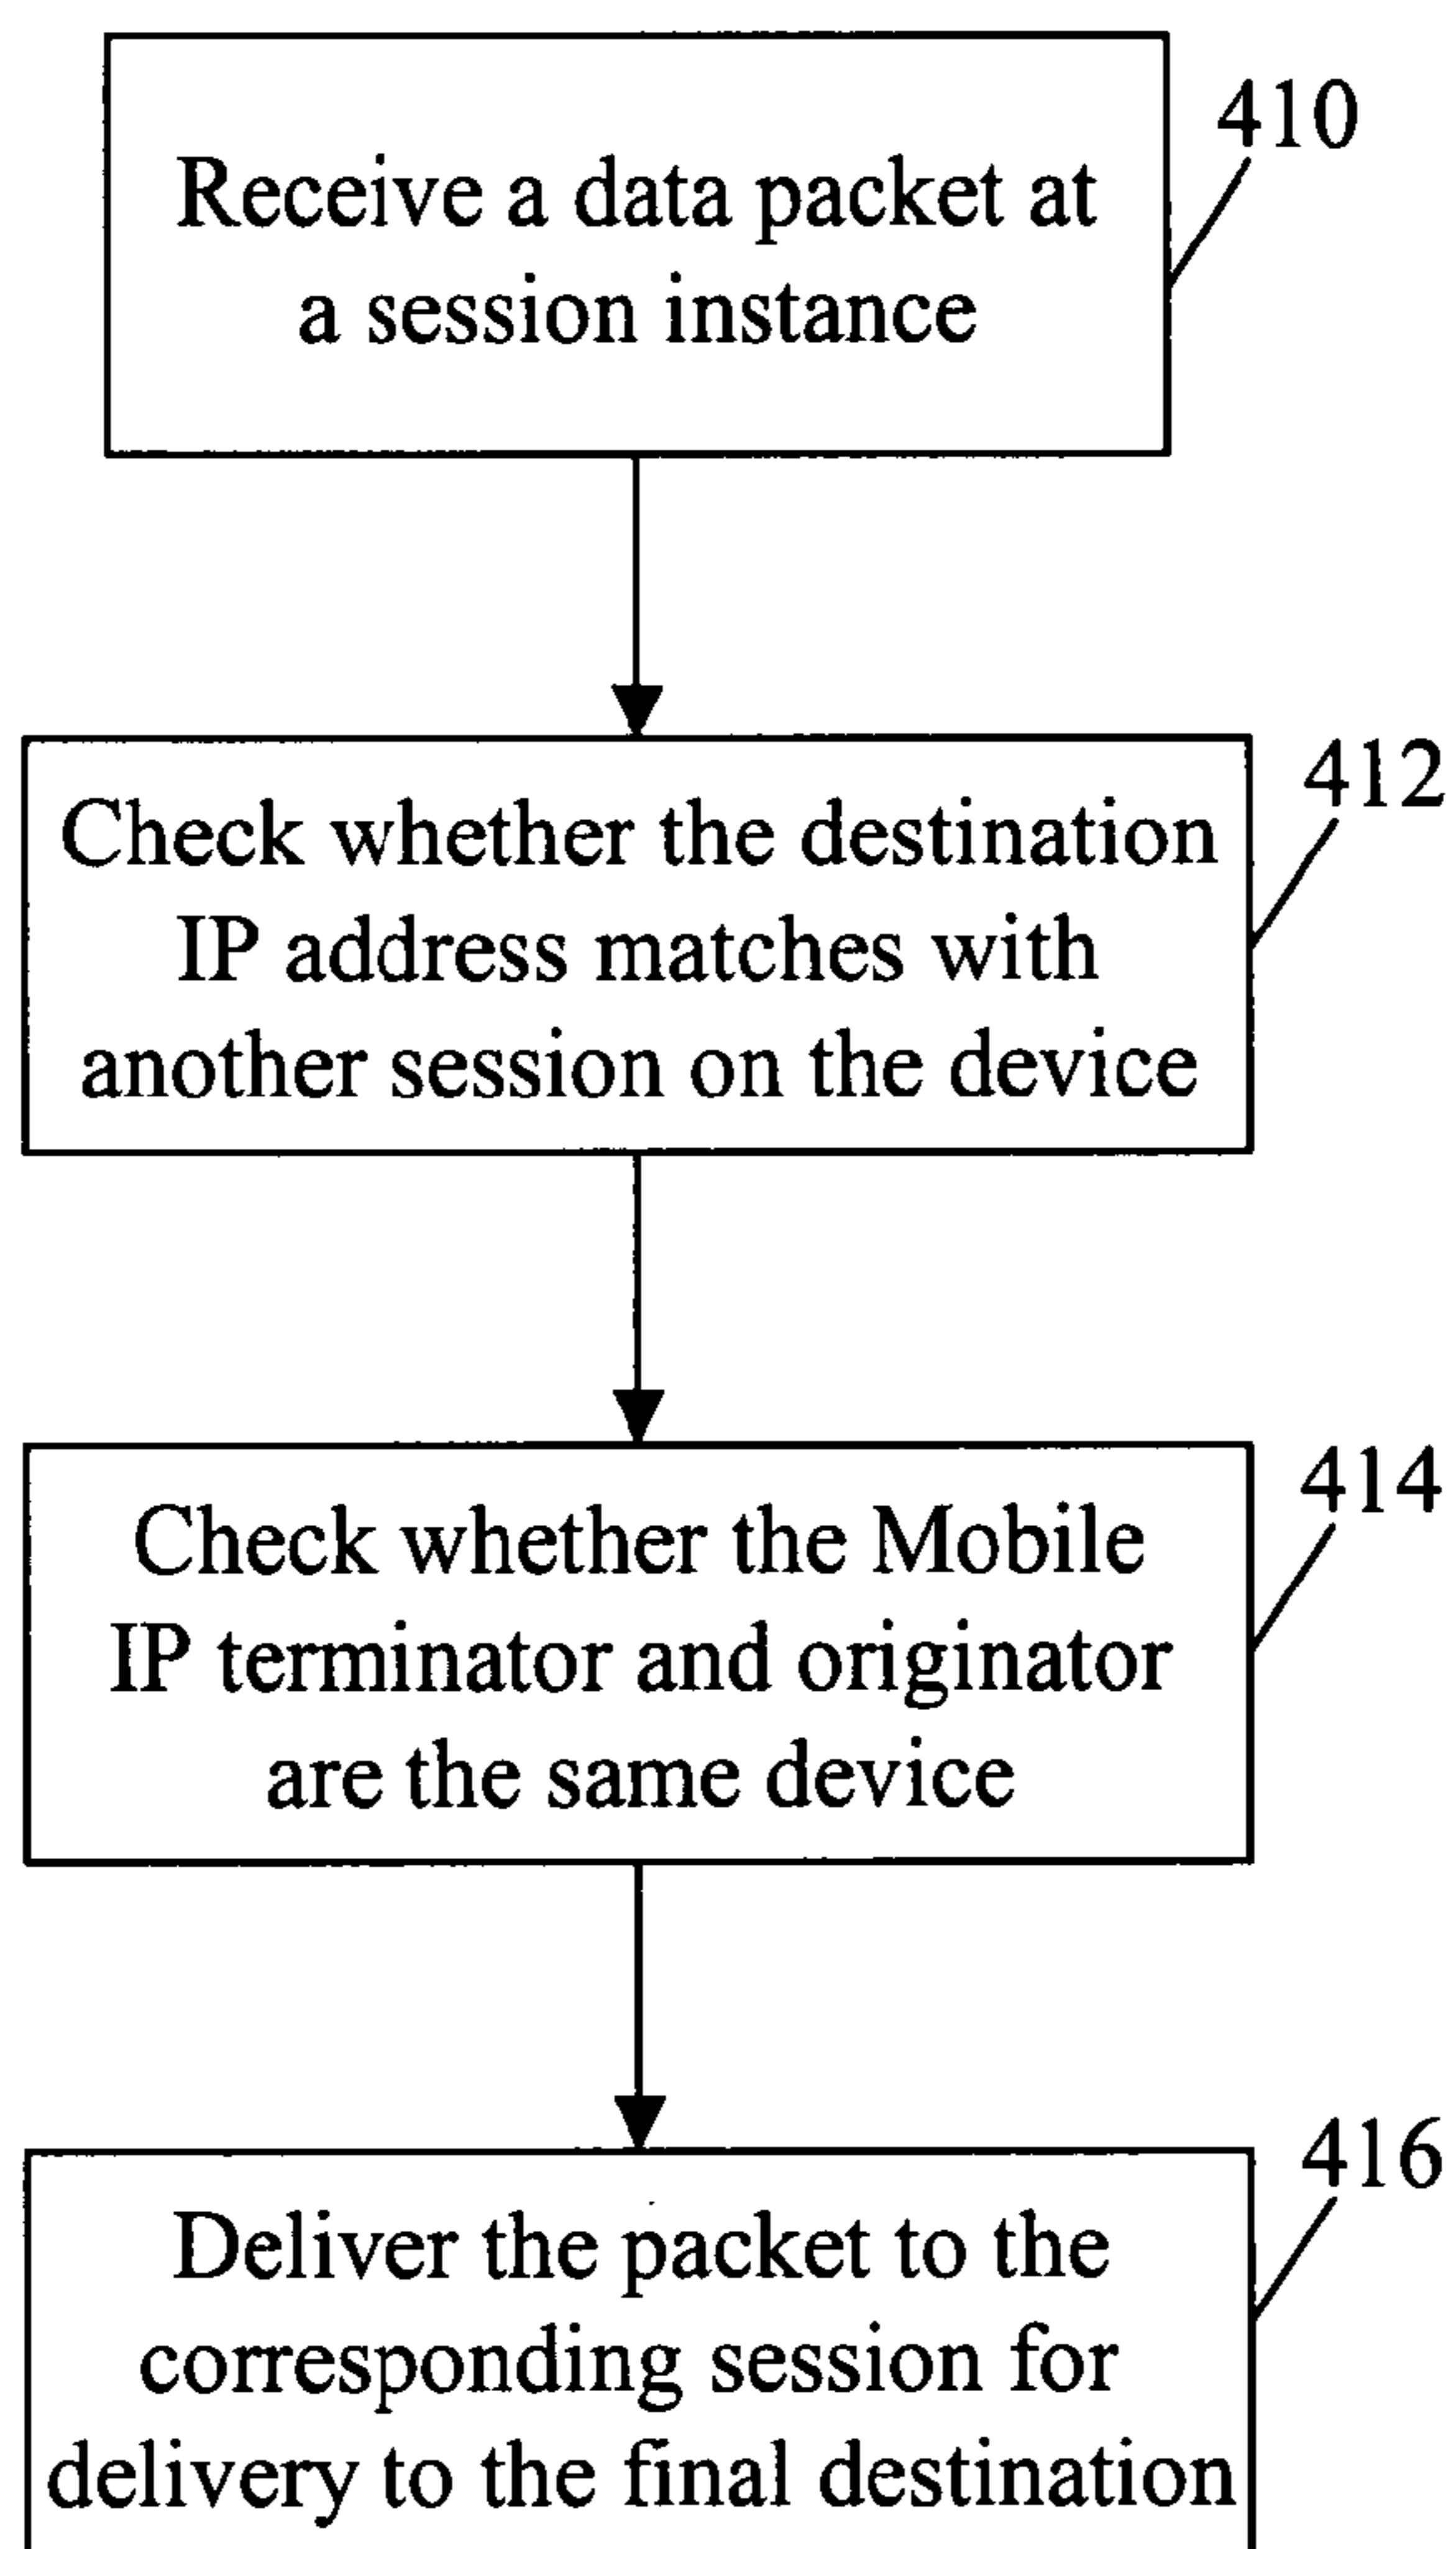 410
Receive a data packet at
a session instance
412
Check whether the destination
IP address matches with
another session on the device
414
Check whether the Mobile
IP terminator and originator
are the same device
416
Deliver the packet to the
corresponding session for
delivery to the final destination